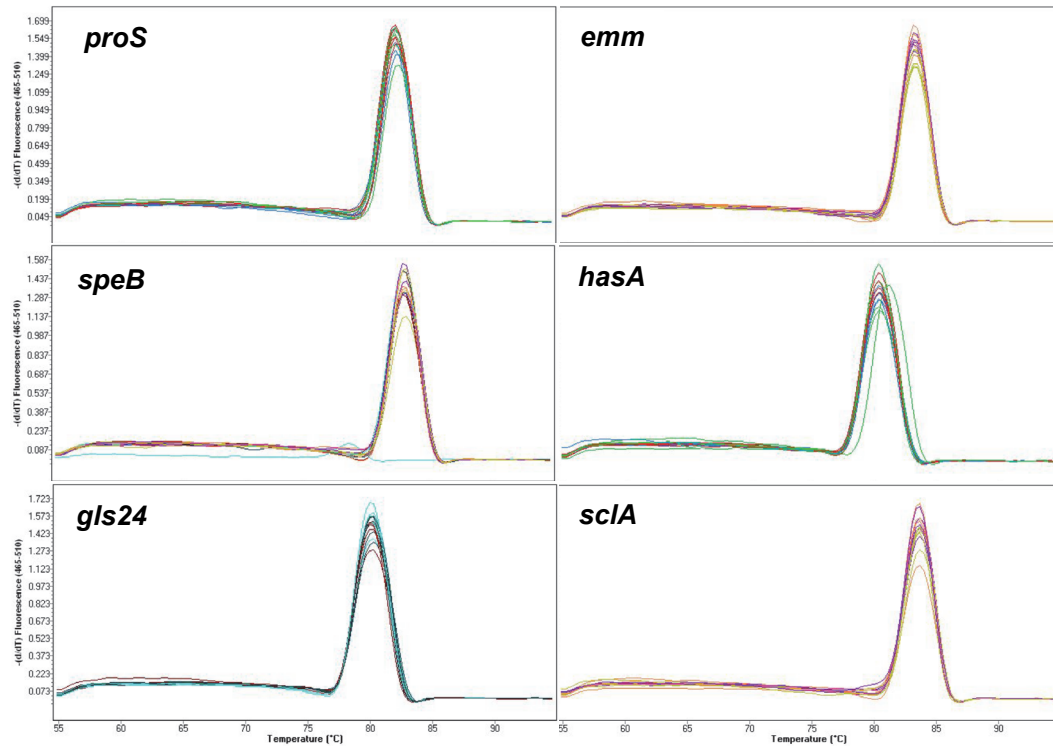 proS
-(d/dT) Fluorescence (465-510)
1.699
1.549
1.399
1.249
1.099
0.949
0.799
0.649
0.499
0.349
0.199
0.049
emm
speB
-(d/dT) Fluorescence (465-510)
1.587
1.437
1.287
1.137
0.987
0.837
0.687
0.537
0.387
0.237
0.087
hasA
gls24
-(d/dT) Fluorescence (465-510)
1.723
1.573
1.423
1.273
1.123
0.973
0.823
0.673
0.523
0.373
0.223
0.073
55 60 65 70 75 80 85 90
Temperature (°C)
sclA
55 60 65 70 75 80 85 90
Temperature (°C)